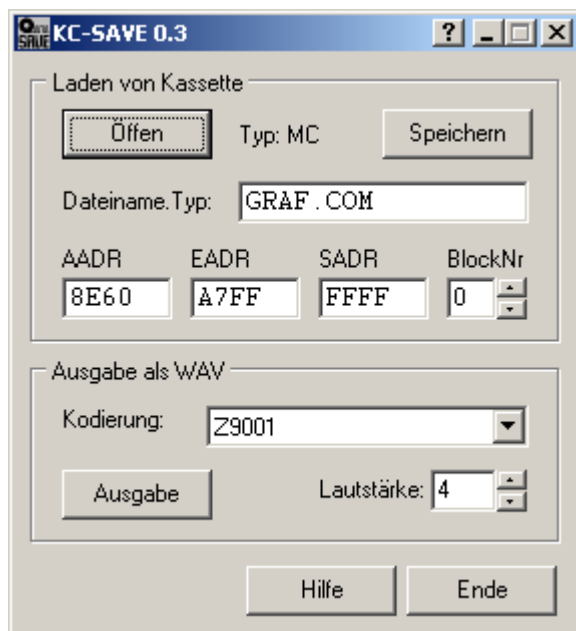 KC-SAVE 0.3
Laden von Kassette
Öffen Typ: MC Speichern
Dateiname.Typ: GRAF.COM
AADR EADR SADR BlockNr
8E60 A7FF FFFF 0
Ausgabe als WAV
Kodierung: Z9001
Ausgabe Lautstärke: 4
Hilfe Ende